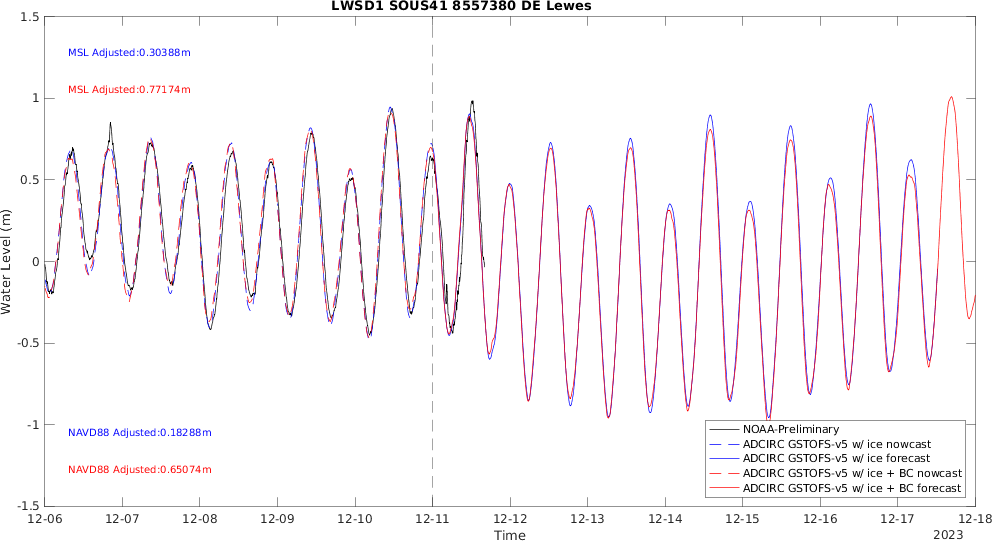 LWSD1 SOUS41 8557380 DE Lewes
1.5
1
0.5
0
-0.5
-1
-1.5
Water Level (m)
MSL Adjusted:0.30388m
MSL Adjusted:0.77174m
NAVD88 Adjusted:0.18288m
NAVD88 Adjusted:0.65074m
NOAA-Preliminary
ADCIRC GSTOFS-v5 w/ ice nowcast
ADCIRC GSTOFS-v5 w/ ice forecast
ADCIRC GSTOFS-v5 w/ ice + BC nowcast
ADCIRC GSTOFS-v5 w/ ice + BC forecast
12-06 12-07 12-08 12-09 12-10 12-11 12-12 12-13 12-14 12-15 12-16 12-17 12-18
Time
2023